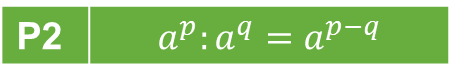 P2 a^p : a^q = a^{p-q}